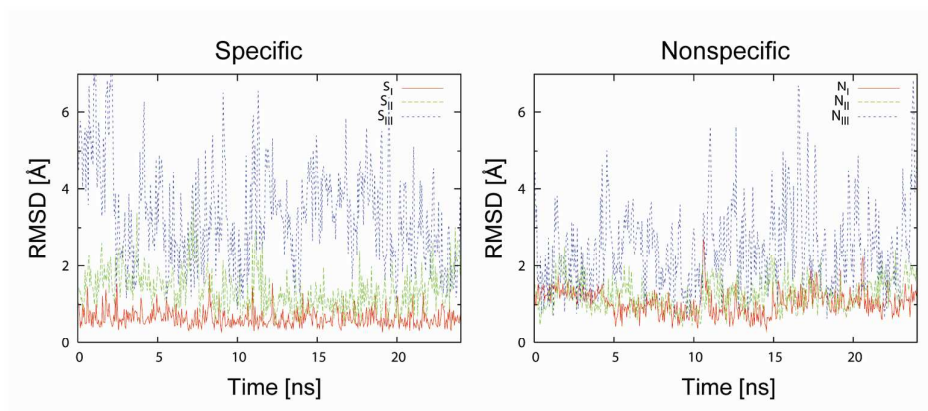 Specific
Nonspecific
RMSD [Å]
6
4
2
0
S_I
S_II
S_III
0 5 10 15 20
Time [ns]
RMSD [Å]
6
4
2
0
N_I
N_II
N_III
0 5 10 15 20
Time [ns]